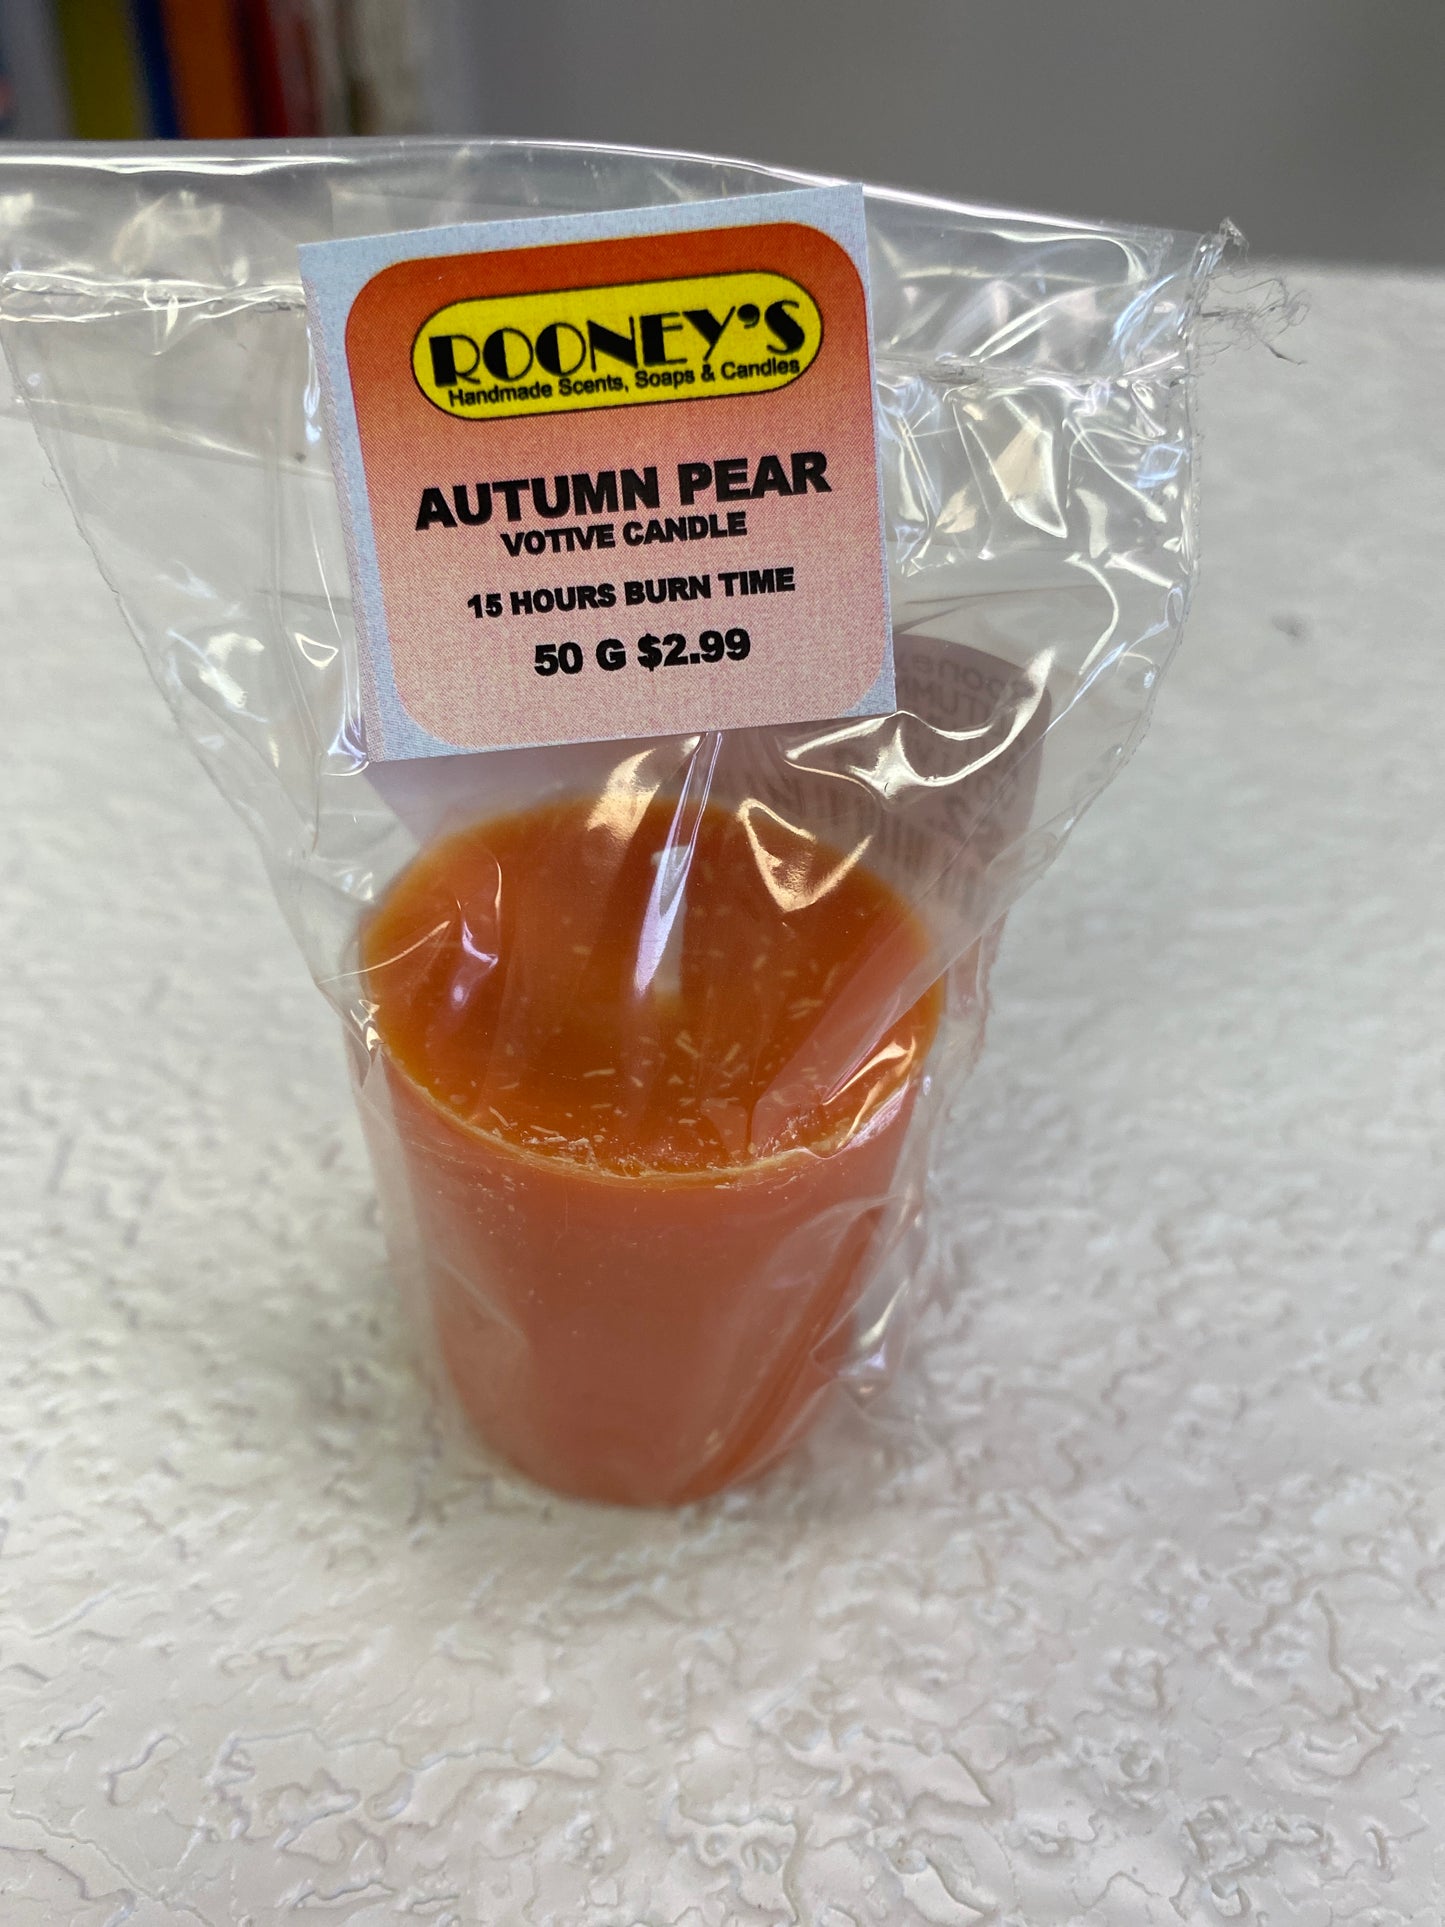 ROONEY'S
Handmade Scents, Soaps & Candles
AUTUMN PEAR
VOTIVE CANDLE
15 HOURS BURN TIME
50 G $2.99